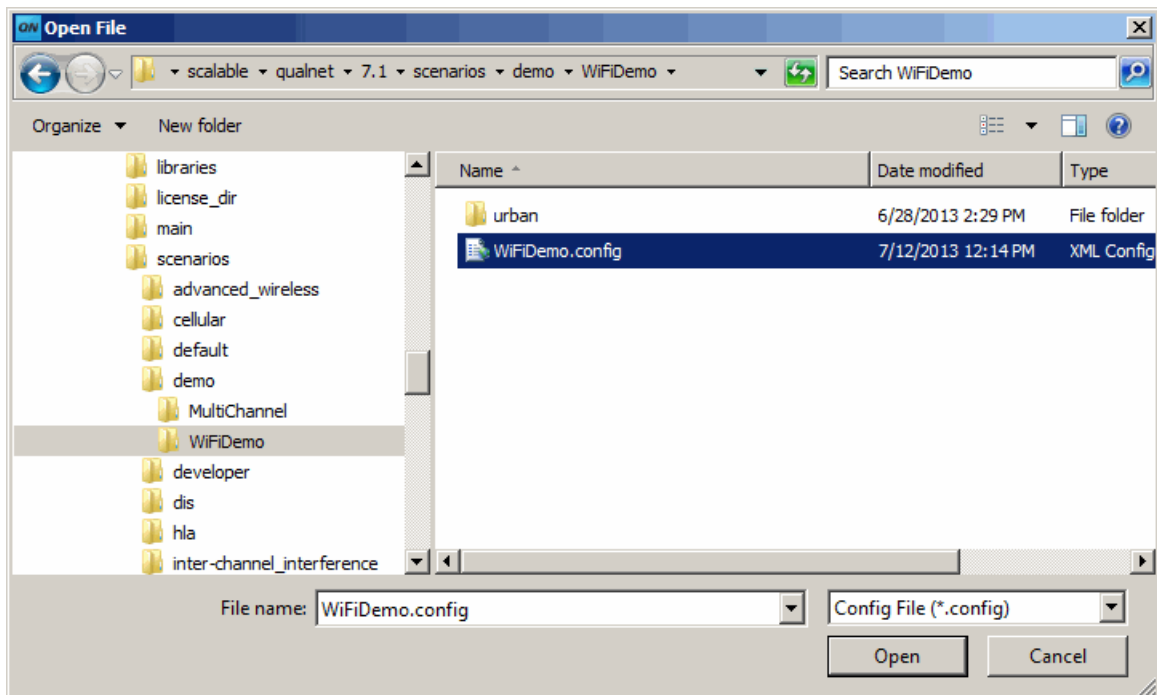 QN Open File
scalable qualnet 7.1 scenarios demo WiFiDemo Search WiFiDemo
Organize New folder
libraries
license_dir
main
scenarios
advanced_wireless
cellular
default
demo
MultiChannel
WiFiDemo
developer
dis
hla
inter-channel_interference
Name Date modified Type
urban 6/28/2013 2:29 PM File folder
WiFiDemo.config 7/12/2013 12:14 PM XML Config
File name: WiFiDemo.config Config File (*.config)
Open Cancel